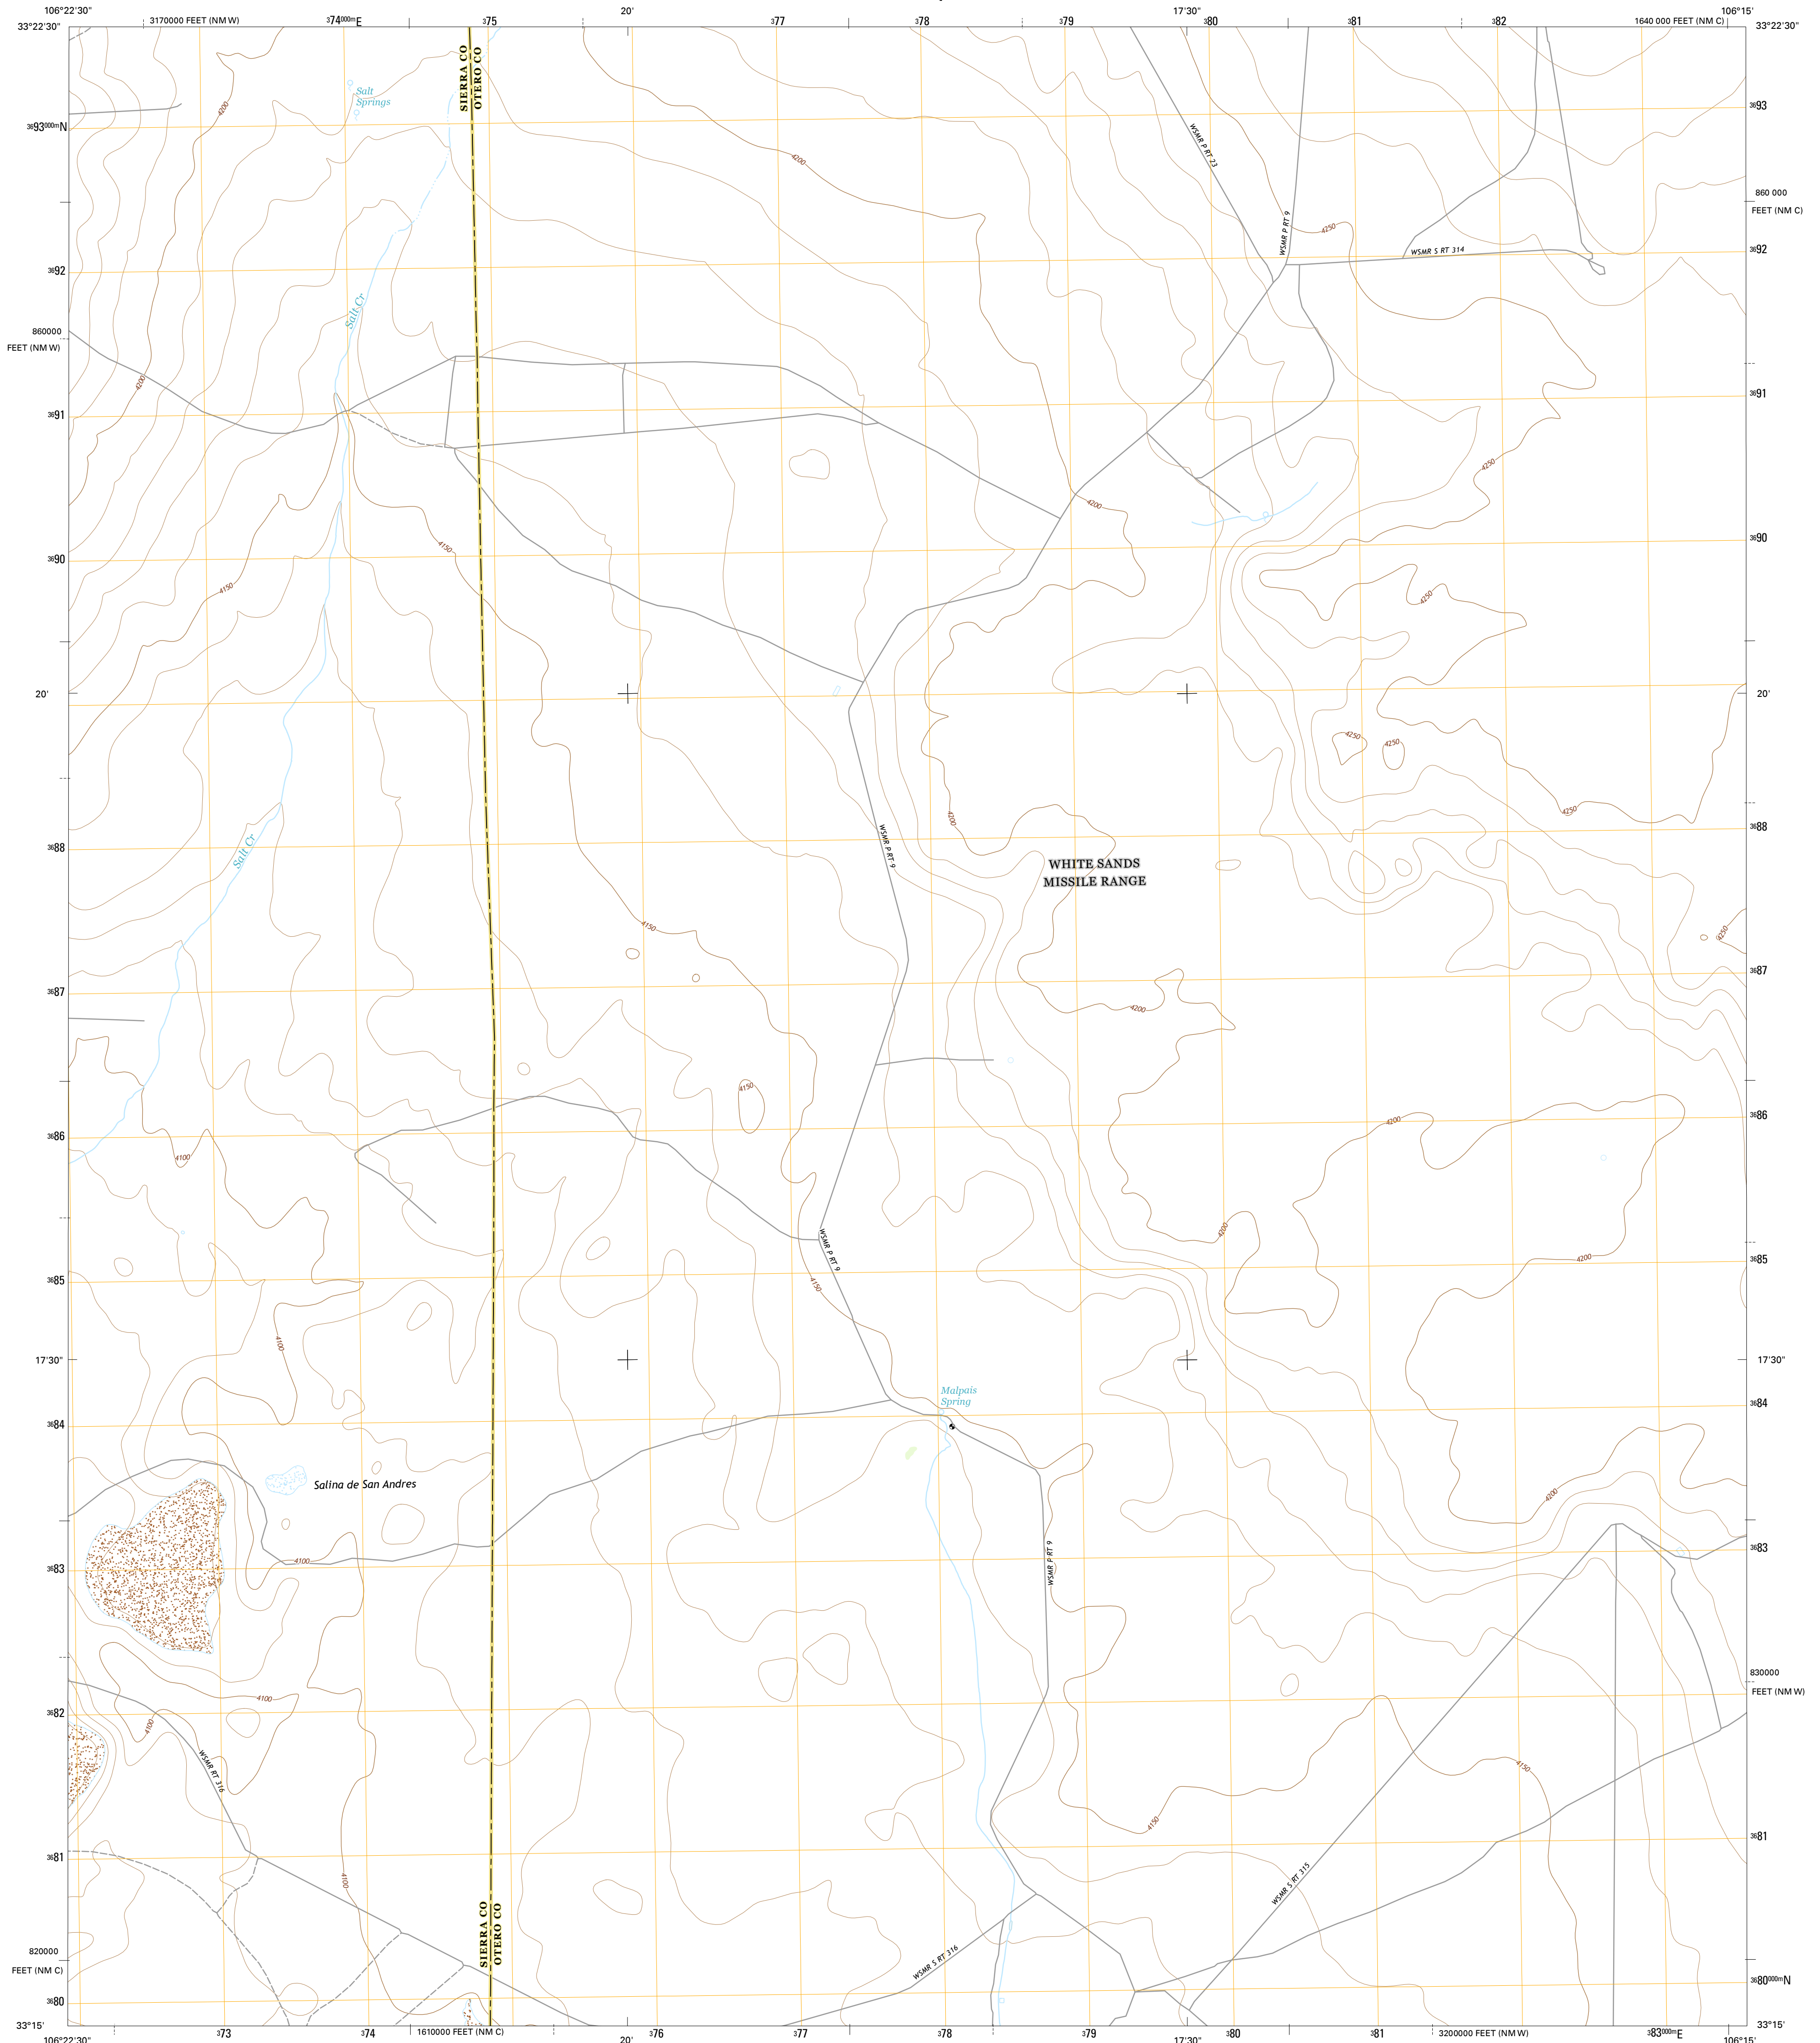 106°22'30"
3170000 FEET (NM W)
374000mE
375
20'
377
378
379
17'30"
380
381
382
1640 000 FEET (NM C)
106°15'
33°22'30"
33°22'30"
SIERRA CO
OTERO CO
Salt
Springs
4200
3693000mN
3693
WSMR P RT 23
4200
860 000
FEET (NM C)
WSMR P RT 9
4250
WSMR S RT 314
3692
3692
Salt Cr
860000
FEET (NM W)
4200
3691
3691
4250
4200
4150
3690
3690
4150
4250
20'
20'
4250
4250
4250
4200
WSMR P RT 9
3688
3688
Salt Cr
WHITE SANDS
MISSILE RANGE
4150
4250
3687
3687
4200
4150
4200
3686
3686
4100
4200
WSMR P RT 9
4200
3685
3685
4150
4100
17'30"
17'30"
Malpais
Spring
3684
3684
Salina de San Andres
4200
WSMR P RT 9
4100
3683
3683
830000
FEET (NM W)
4100
4100
3682
WSMR RT 316
4150
4150
3681
3681
4100
WSMR S RT 315
SIERRA CO
OTERO CO
820000
FEET (NM C)
WSMR S RT 316
3680000mN
3680
33°15'
33°15'
106°22'30"
373
374
1610000 FEET (NM C)
20'
376
377
378
379
17'30"
380
381
3200000 FEET (NM W)
383000mE
106°15'